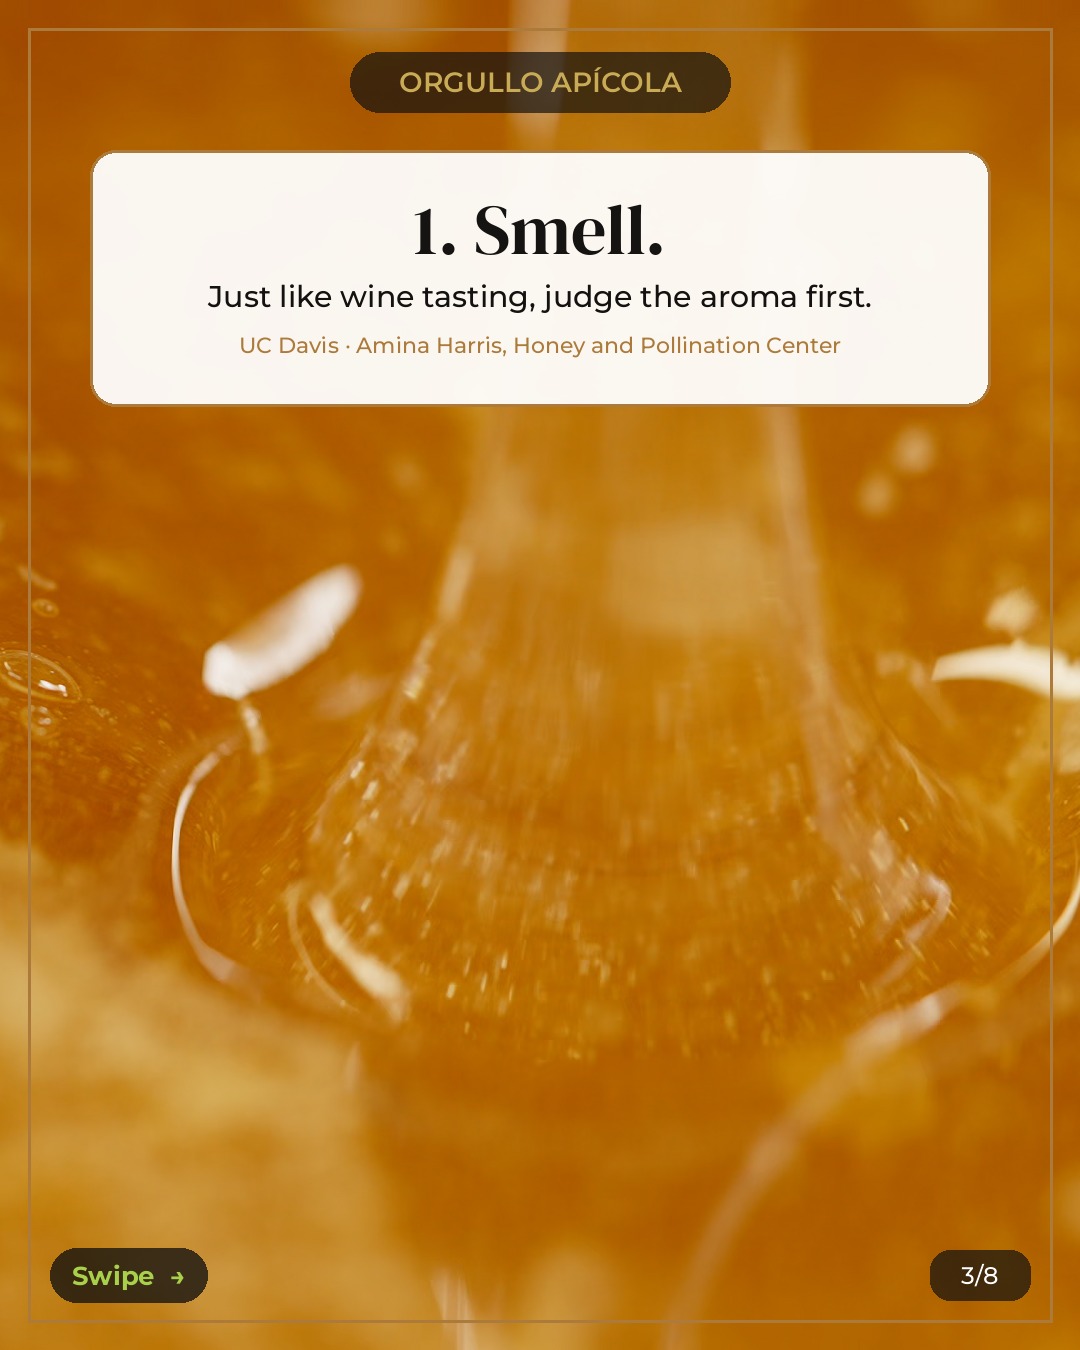 ORGULLO APÍCOLA
1. Smell.
Just like wine tasting, judge the aroma first.
UC Davis · Amina Harris, Honey and Pollination Center
Swipe →
3/8